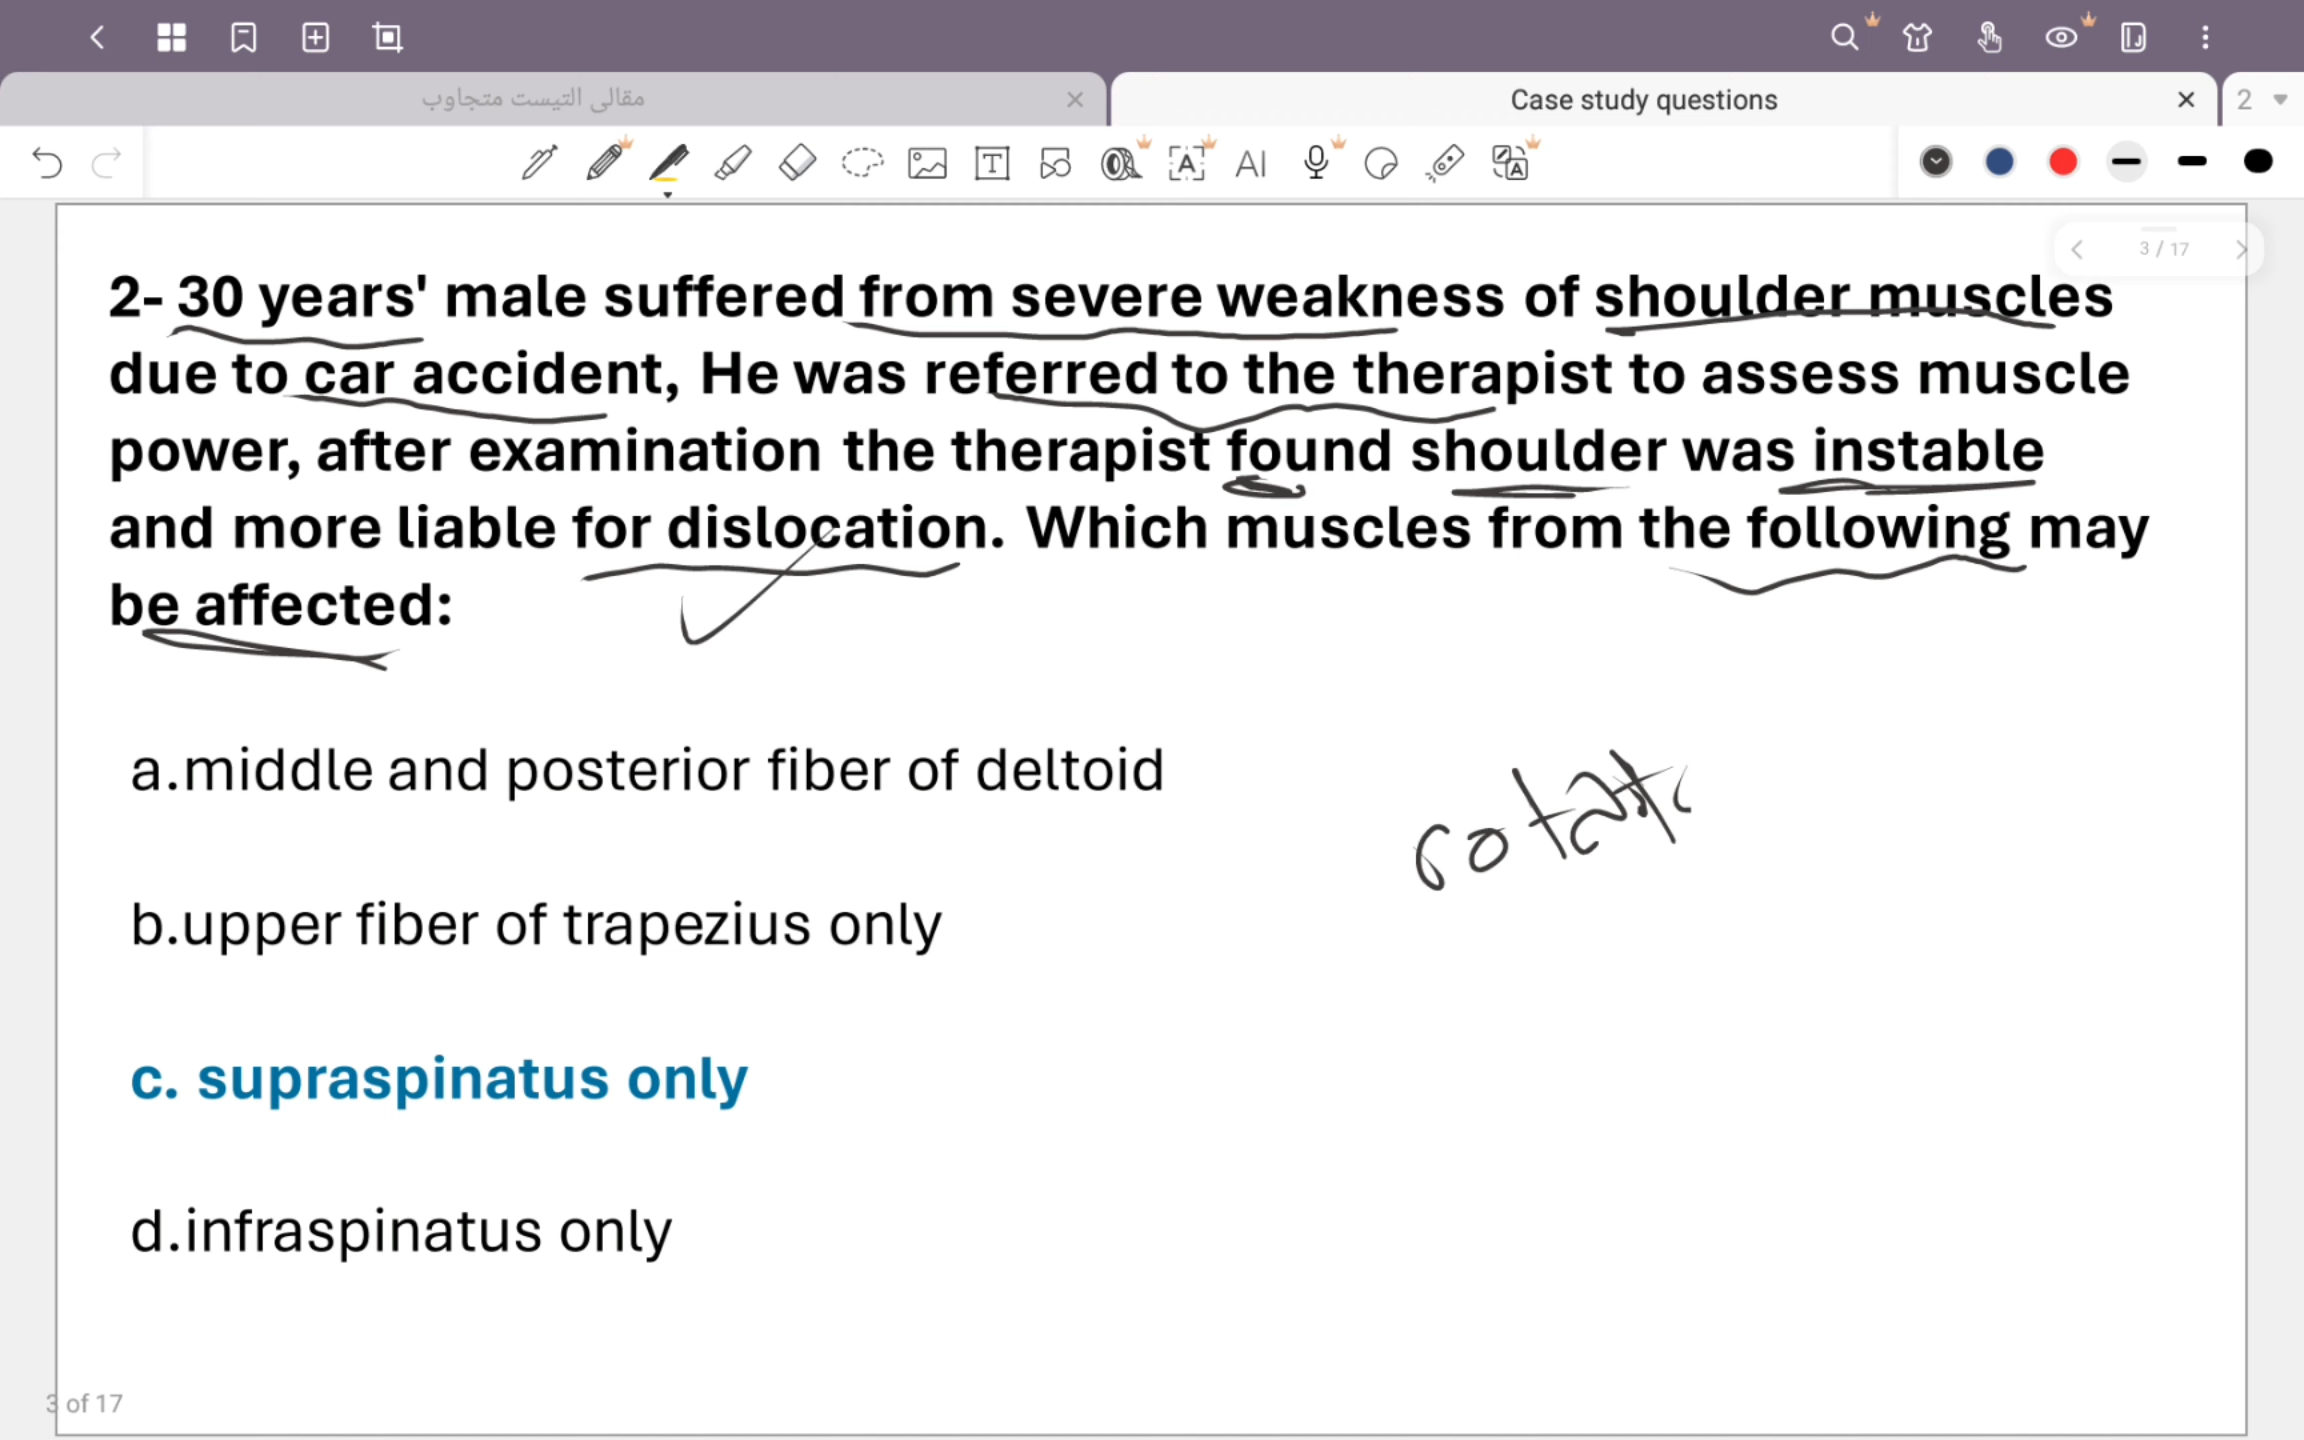 مقالى التيست متجاوب
Case study questions
2
AI
3 / 17
2- 30 years' male suffered from severe weakness of shoulder muscles
due to car accident, He was referred to the therapist to assess muscle
power, after examination the therapist found shoulder was instable
and more liable for dislocation. Which muscles from the following may
be affected:
a.middle and posterior fiber of deltoid
b.upper fiber of trapezius only
c. supraspinatus only
d.infraspinatus only
3 of 17